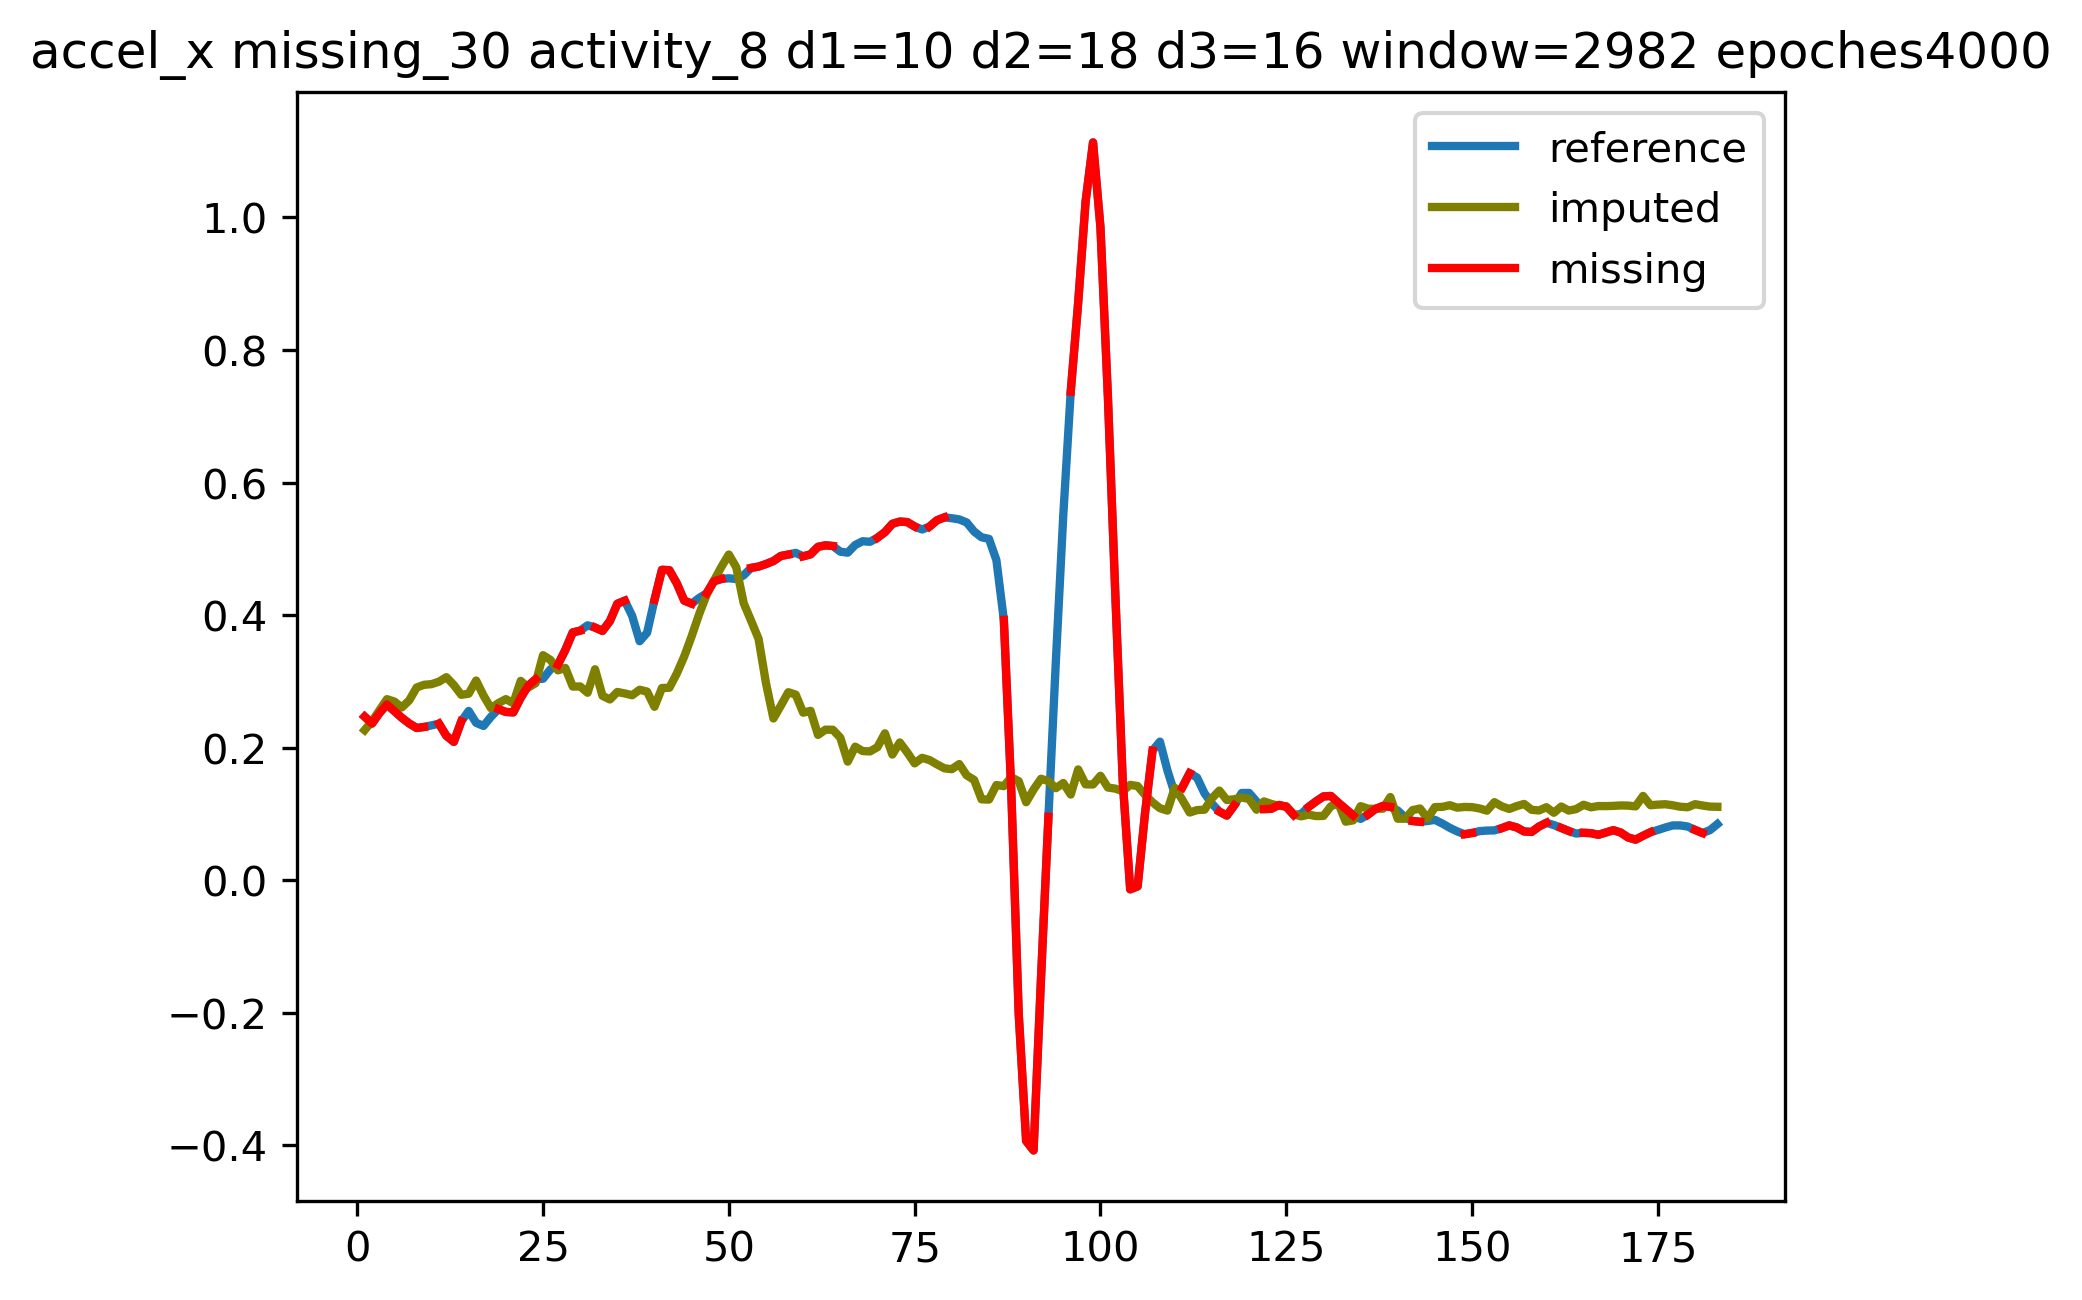 accel_x missing_30 activity_8 d1=10 d2=18 d3=16 window=2982 epoches4000
reference
imputed
missing
1.0
0.8
0.6
0.4
0.2
0.0
−0.2
−0.4
0 25 50 75 100 125 150 175